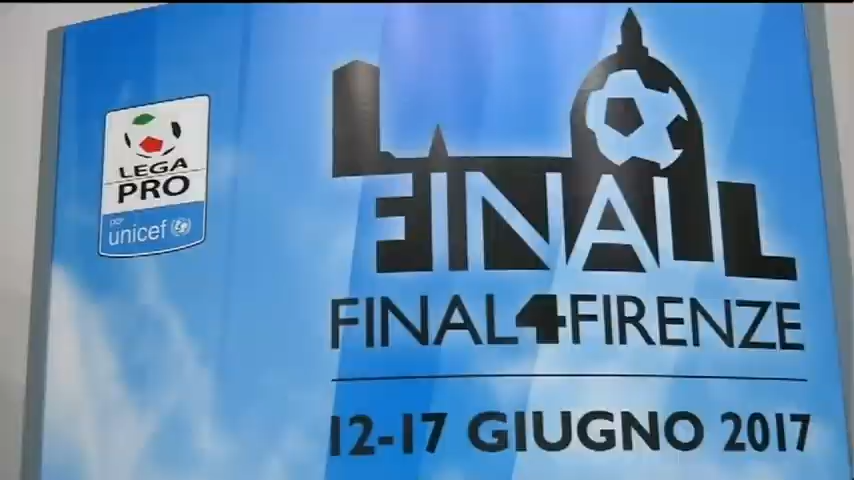 LEGA
PRO
per
unicef
FINAL
FINAL4FIRENZE
12-17 GIUGNO 2017